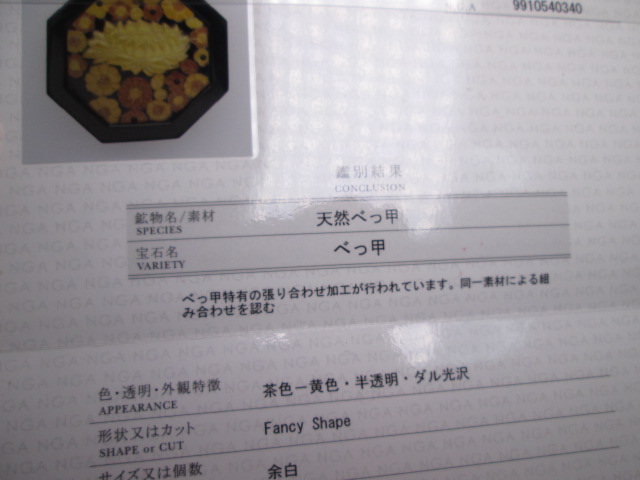 NGA 9910540340
鑑別結果
CONCLUSION
鉱物名/素材 天然べっ甲
SPECIES
宝石名 べっ甲
VARIETY
べっ甲特有の張り合わせ加工が行われています。同一素材による組
み合わせを認む
色・透明・外観特徴 茶色ー黄色・半透明・ダル光沢
APPEARANCE
形状又はカット Fancy Shape
SHAPE or CUT
サイズ又は個数 余白